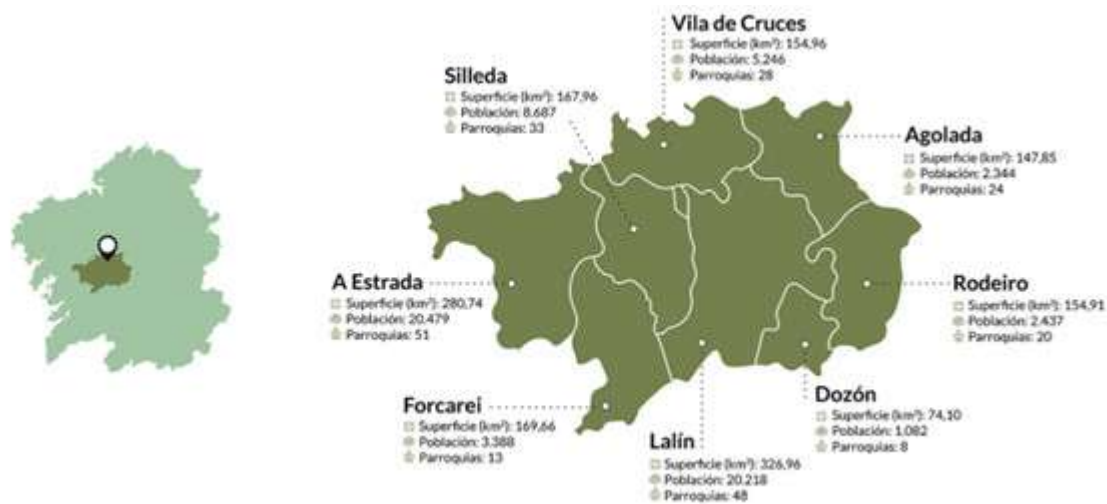 Vila de Cruces
Superficie (km²): 154,96
Población: 5.246
Parroquias: 28
Silleda
Superficie (km²): 167,96
Población: 8.687
Parroquias: 33
Agolada
Superficie (km²): 147,85
Población: 2.344
Parroquias: 24
A Estrada
Superficie (km²): 280,74
Población: 20.479
Parroquias: 51
Rodeiro
Superficie (km²): 154,91
Población: 2.437
Parroquias: 20
Forcarei
Superficie (km²): 169,66
Población: 3.388
Parroquias: 13
Dozón
Superficie (km²): 74,10
Población: 1.082
Parroquias: 8
Lalín
Superficie (km²): 326,96
Población: 20.218
Parroquias: 48